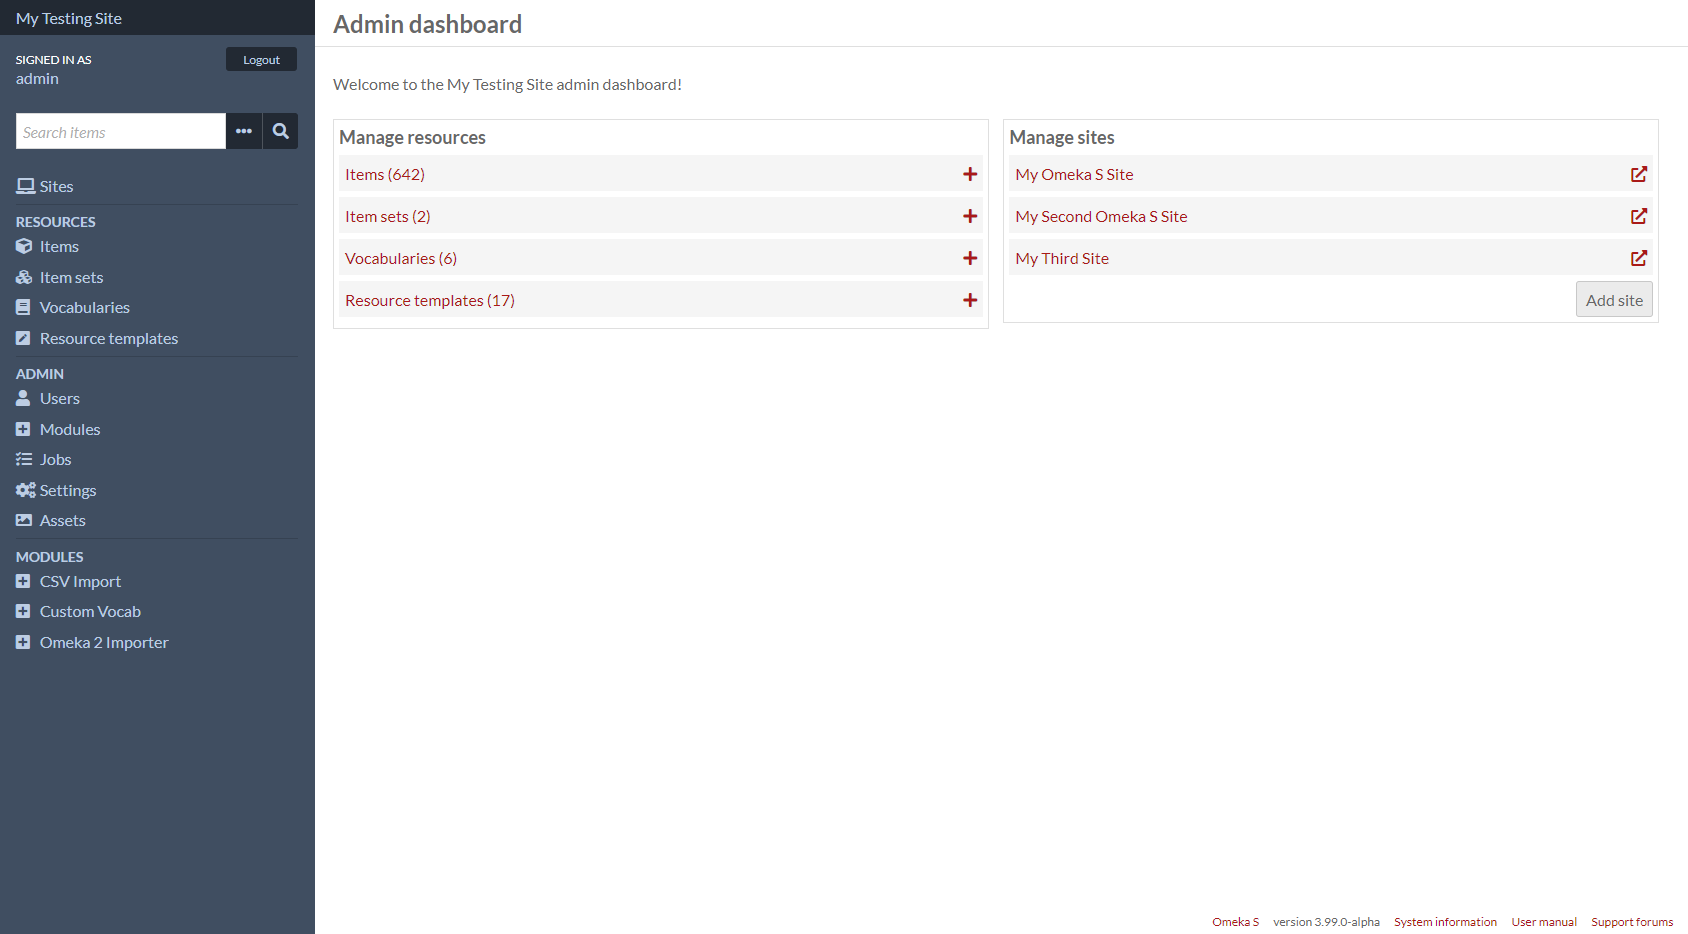 My Testing Site
SIGNED IN AS
admin
Logout
Search items
Sites
RESOURCES
Items
Item sets
Vocabularies
Resource templates
ADMIN
Users
Modules
Jobs
Settings
Assets
MODULES
CSV Import
Custom Vocab
Omeka 2 Importer
Admin dashboard
Welcome to the My Testing Site admin dashboard!
Manage resources
Items (642)
Item sets (2)
Vocabularies (6)
Resource templates (17)
Manage sites
My Omeka S Site
My Second Omeka S Site
My Third Site
Add site
Omeka S version 3.99.0-alpha System information User manual Support forums